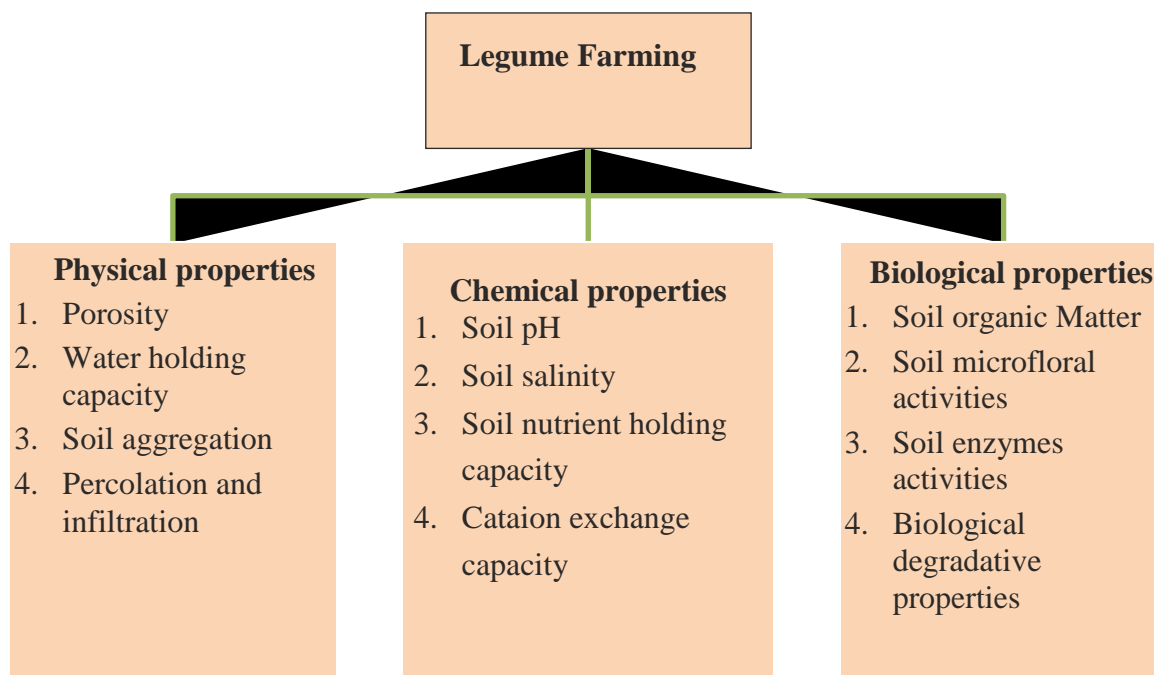 Legume Farming
Physical properties
1. Porosity
2. Water holding
capacity
3. Soil aggregation
4. Percolation and
infiltration
Chemical properties
1. Soil pH
2. Soil salinity
3. Soil nutrient holding
capacity
4. Cataion exchange
capacity
Biological properties
1. Soil organic Matter
2. Soil microfloral
activities
3. Soil enzymes
activities
4. Biological
degradative
properties